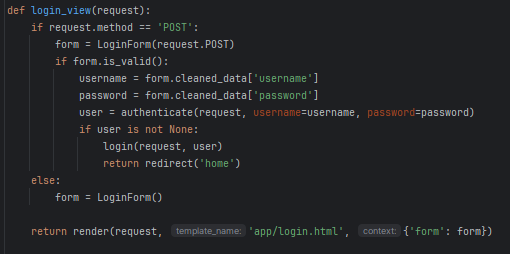 def login_view(request):
    if request.method == 'POST':
        form = LoginForm(request.POST)
        if form.is_valid():
            username = form.cleaned_data['username']
            password = form.cleaned_data['password']
            user = authenticate(request, username=username, password=password)
            if user is not None:
                login(request, user)
                return redirect('home')
    else:
        form = LoginForm()

    return render(request, template_name: 'app/login.html', context: {'form': form})